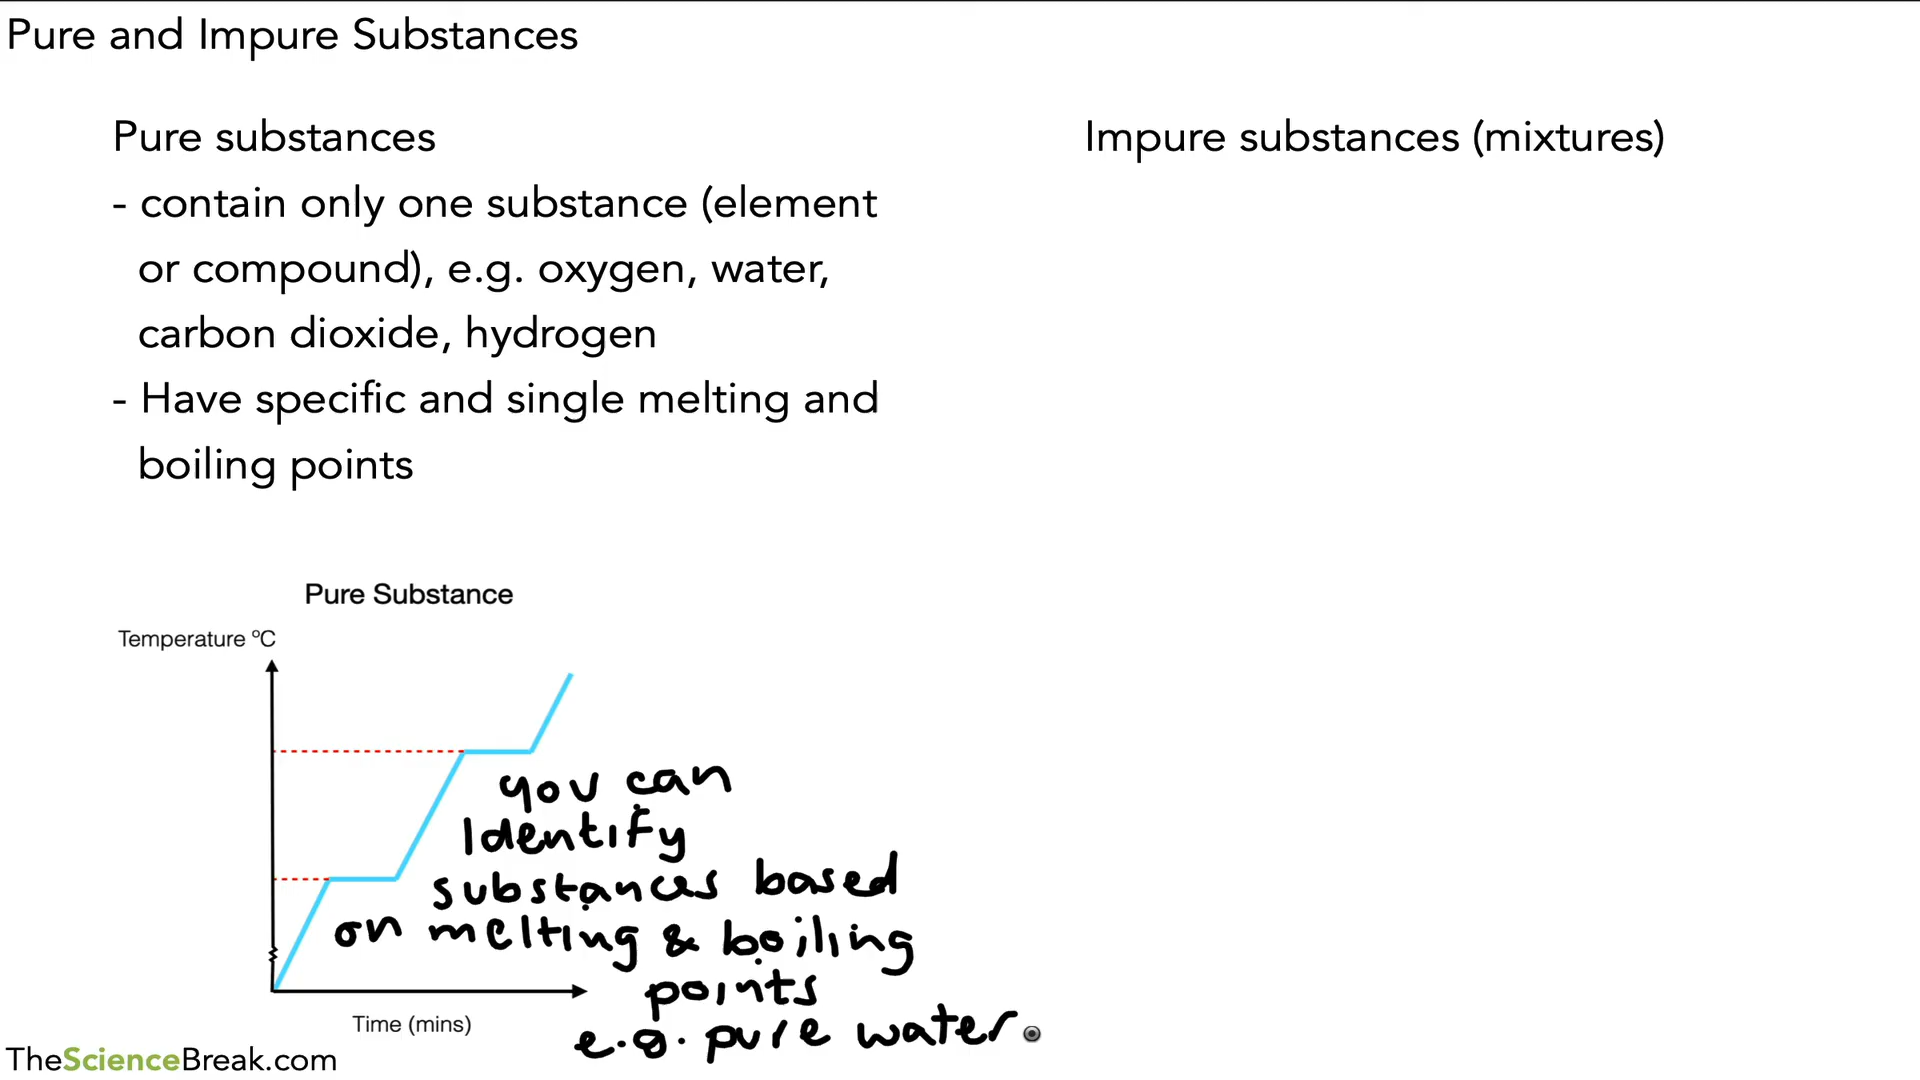 Pure and Impure Substances
Pure substances
- contain only one substance (element
or compound), e.g. oxygen, water,
carbon dioxide, hydrogen
- Have specific and single melting and
boiling points
Impure substances (mixtures)
Pure Substance
Temperature ºC
you can
Identify
substances based
on melting & boiling
points
e.g. pure water
Time (mins)
TheScienceBreak.com